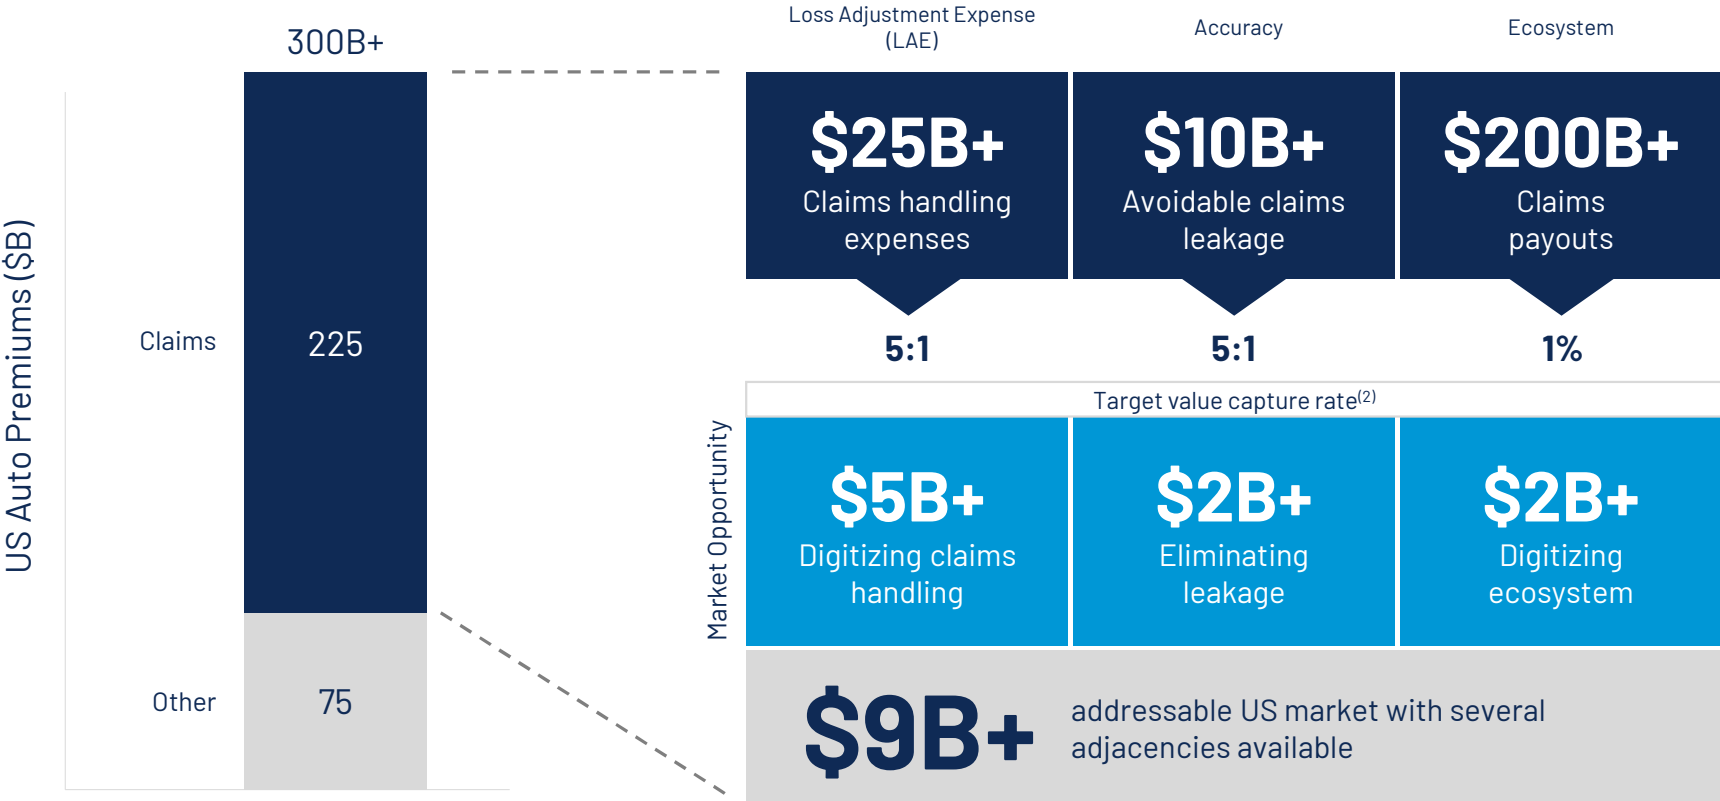 US Auto Premiums ($B)
300B+
Claims
225
Other
75
Loss Adjustment Expense
(LAE)
Accuracy
Ecosystem
$25B+
Claims handling
expenses
$10B+
Avoidable claims
leakage
$200B+
Claims
payouts
5:1
5:1
1%
Target value capture rate(2)
Market Opportunity
$5B+
Digitizing claims
handling
$2B+
Eliminating
leakage
$2B+
Digitizing
ecosystem
$9B+
addressable US market with several
adjacencies available